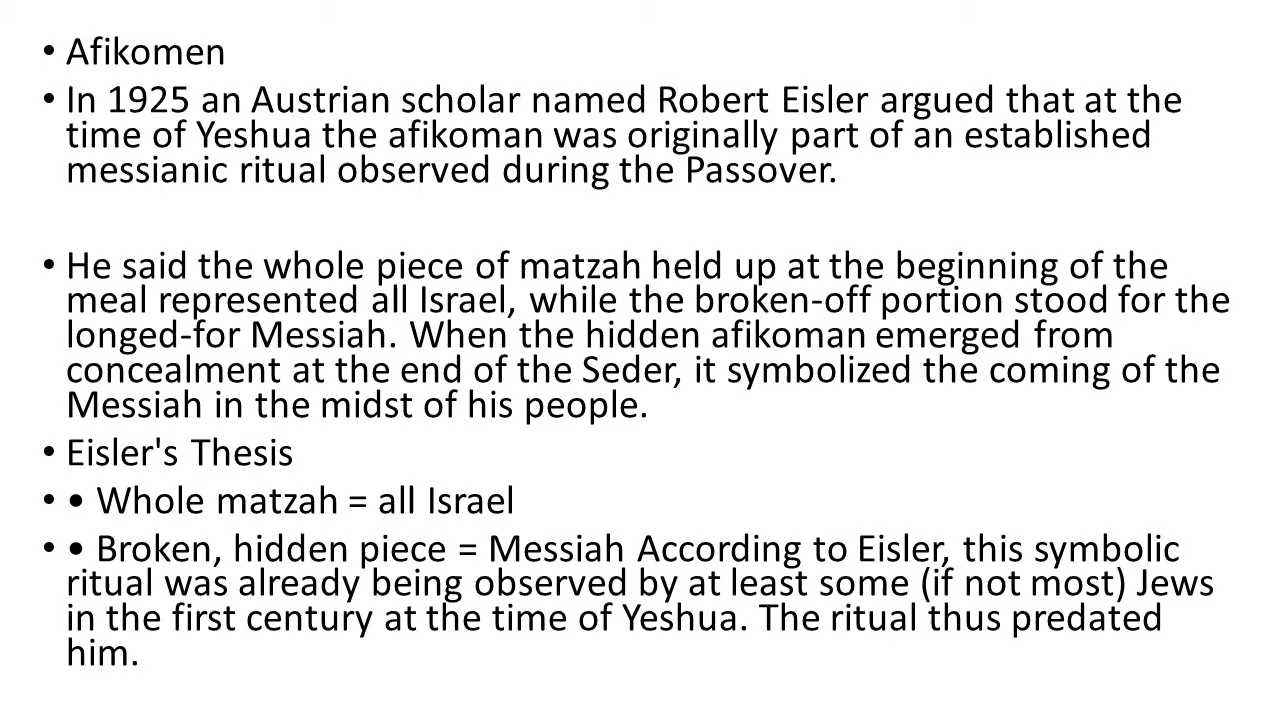 • Afikomen
• In 1925 an Austrian scholar named Robert Eisler argued that at the
time of Yeshua the afikoman was originally part of an established
messianic ritual observed during the Passover.
• He said the whole piece of matzah held up at the beginning of the
meal represented all Israel, while the broken-off portion stood for the
longed-for Messiah. When the hidden afikoman emerged from
concealment at the end of the Seder, it symbolized the coming of the
Messiah in the midst of his people.
• Eisler's Thesis
• • Whole matzah = all Israel
• • Broken, hidden piece = Messiah According to Eisler, this symbolic
ritual was already being observed by at least some (if not most) Jews
in the first century at the time of Yeshua. The ritual thus predated
him.